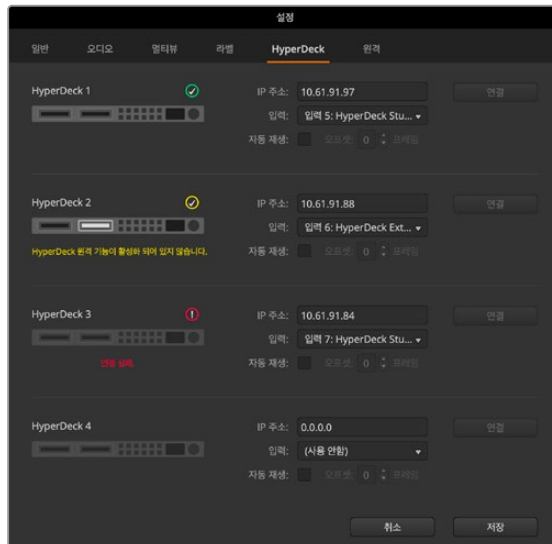 설정
일반 오디오 멀티뷰 라벨 HyperDeck 원격
HyperDeck 1 IP 주소: 10.61.91.97 연결
입력: 입력 5: HyperDeck Stu...
자동 재생: 오프셋: 0 프레임
HyperDeck 2 IP 주소: 10.61.91.88 연결
입력: 입력 6: HyperDeck Ext...
HyperDeck 원격 기능이 활성화 되어 있지 않습니다. 자동 재생: 오프셋: 0 프레임
HyperDeck 3 IP 주소: 10.61.91.84 연결
입력: 입력 7: HyperDeck Stu...
연결 실패. 자동 재생: 오프셋: 0 프레임
HyperDeck 4 IP 주소: 0.0.0.0 연결
입력: (사용 안함)
자동 재생: 오프셋: 0 프레임
취소 저장